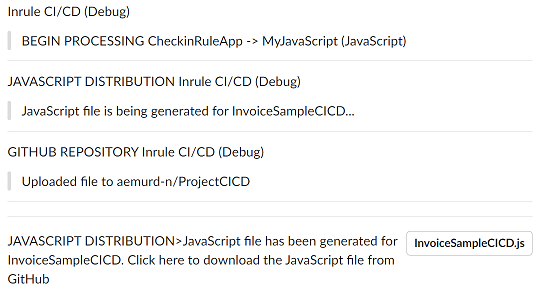 Inrule CI/CD (Debug)
BEGIN PROCESSING CheckinRuleApp -> MyJavaScript (JavaScript)
JAVASCRIPT DISTRIBUTION Inrule CI/CD (Debug)
JavaScript file is being generated for InvoiceSampleCICD...
GITHUB REPOSITORY Inrule CI/CD (Debug)
Uploaded file to aemurd-n/ProjectCICD
JAVASCRIPT DISTRIBUTION>JavaScript file has been generated for
InvoiceSampleCICD. Click here to download the JavaScript file from
GitHub
InvoiceSampleCICD.js